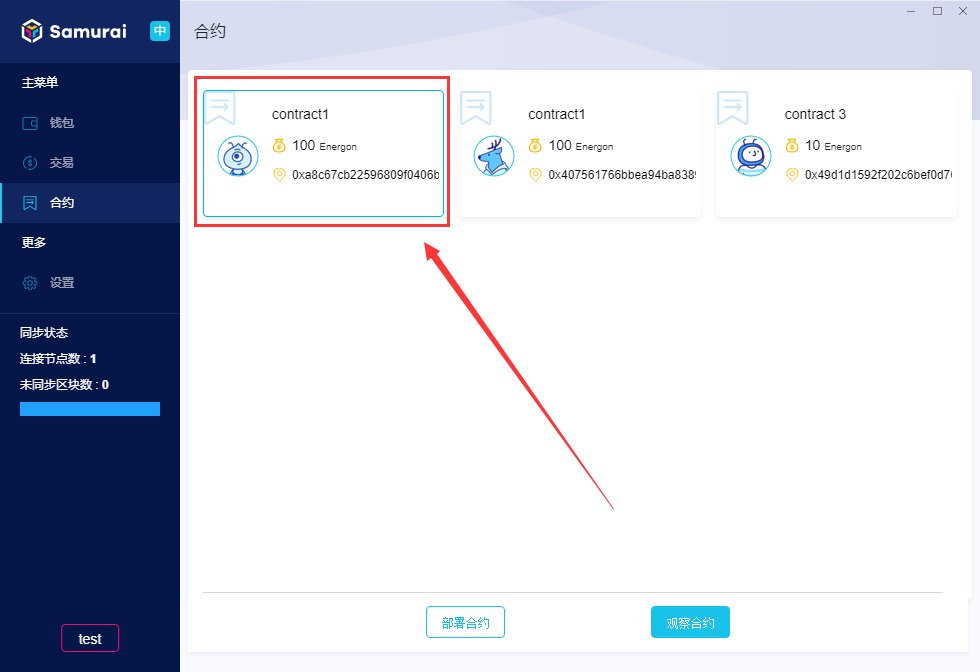 Samurai
中
合约
主菜单
钱包
交易
合约
更多
设置
同步状态
连接节点数 : 1
未同步区块数 : 0
test
contract1
100 Energon
0xa8c67cb22596809f0406b
contract1
100 Energon
0x407561766bbea94ba838
contract 3
10 Energon
0x49d1d1592f202c6bef0d7
部署合约
观察合约